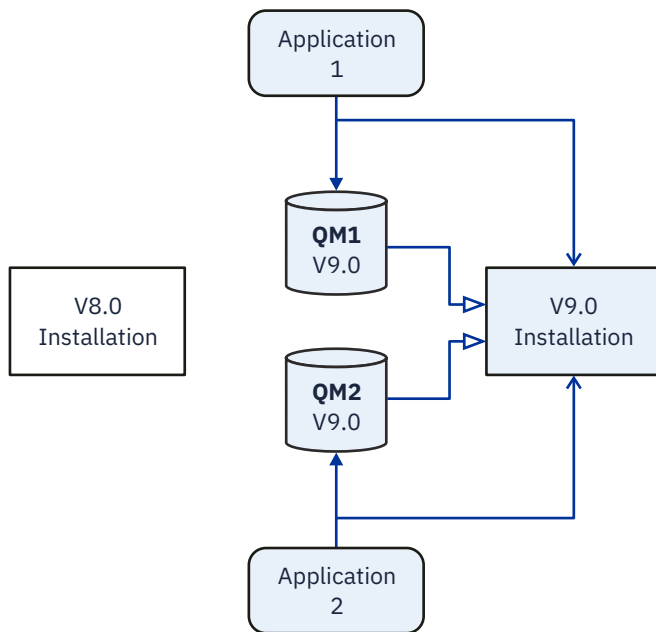 Application
1
QM1
V9.0
V8.0
Installation
V9.0
Installation
QM2
V9.0
Application
2